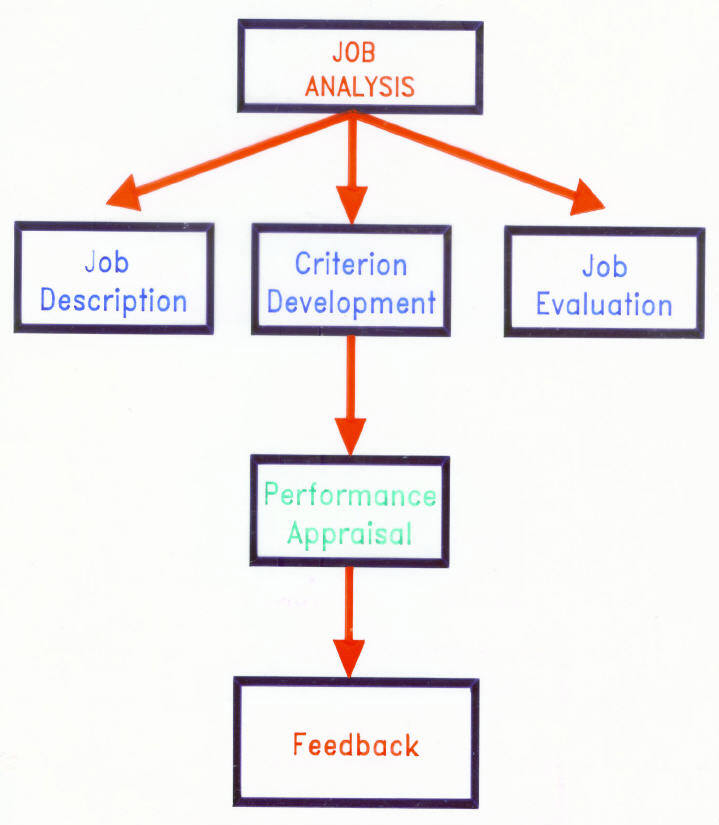 JOB
ANALYSIS
Job
Description
Criterion
Development
Job
Evaluation
Performance
Appraisal
Feedback